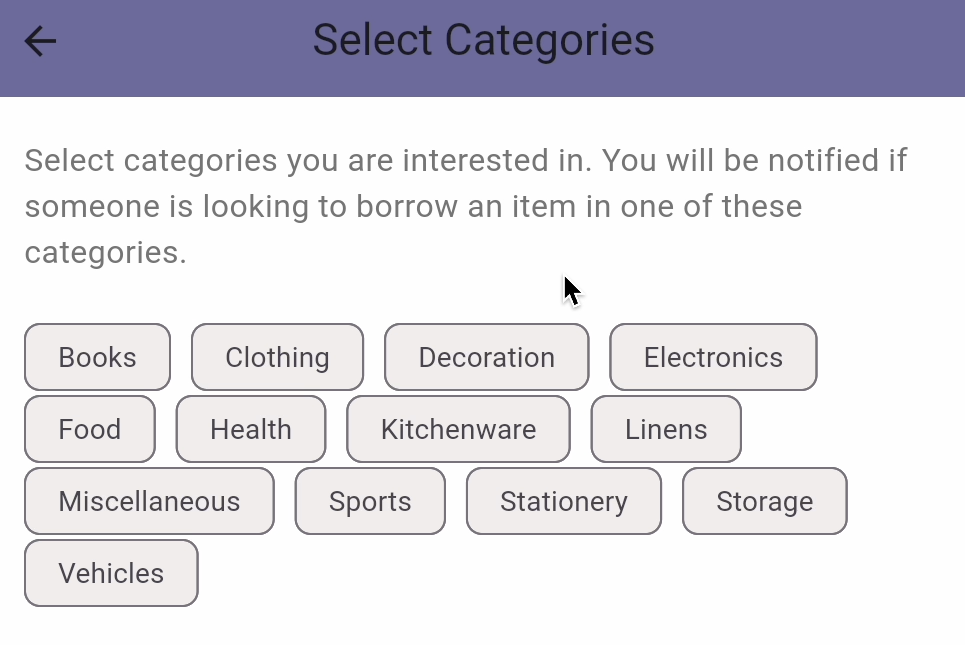 Select Categories
Select categories you are interested in. You will be notified if
someone is looking to borrow an item in one of these
categories.
Books Clothing Decoration Electronics
Food Health Kitchenware Linens
Miscellaneous Sports Stationery Storage
Vehicles